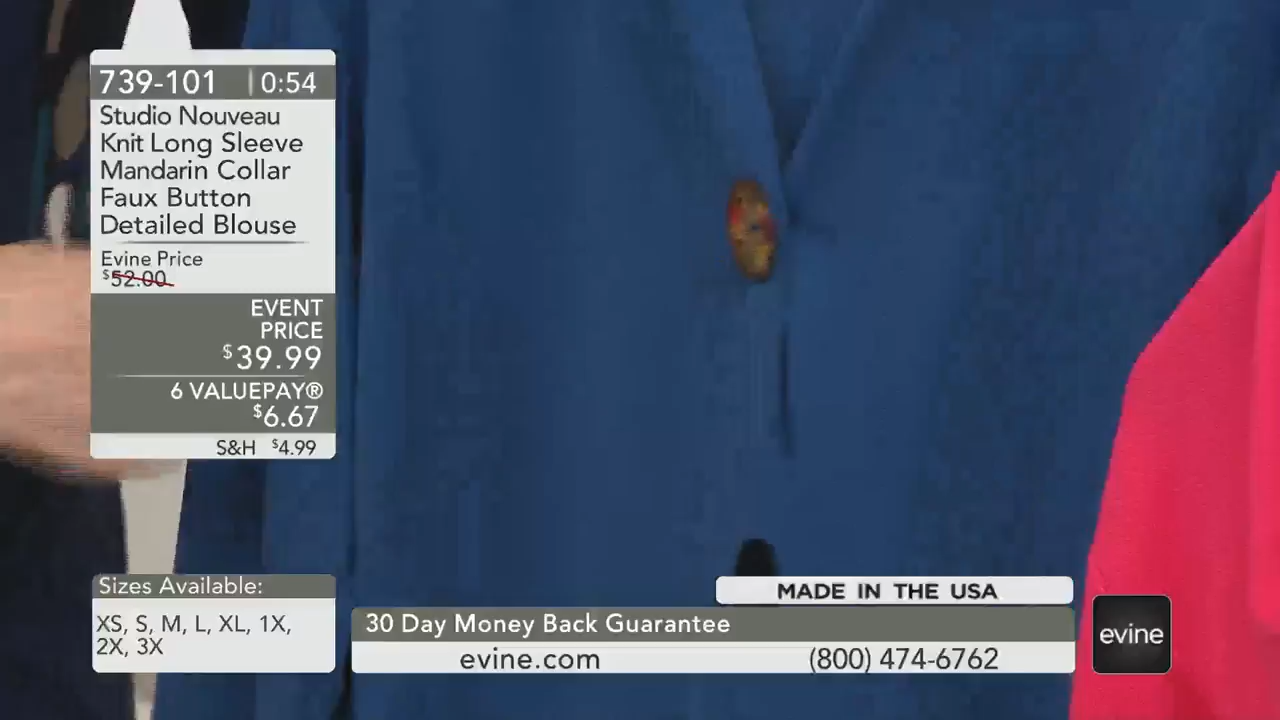 739-101 | 0:54
Studio Nouveau
Knit Long Sleeve
Mandarin Collar
Faux Button
Detailed Blouse
Evine Price
$52.00
EVENT
PRICE
$39.99
6 VALUEPAY®
$6.67
S&H $4.99
Sizes Available:
XS, S, M, L, XL, 1X,
2X, 3X
MADE IN THE USA
30 Day Money Back Guarantee
evine.com (800) 474-6762
evine